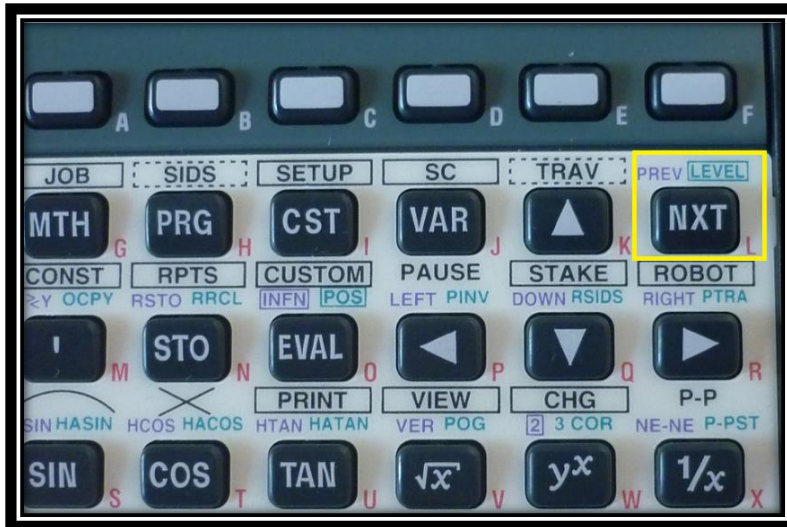 A B C D E F
JOB SIDS SETUP SC TRAV PREV LEVEL
MTH G PRG H CST I VAR J K NXT L
CONST RPTS CUSTOM PAUSE STAKE ROBOT
OCPY RSTO RRCL INFN POS LEFT PINV DOWN RSIDS RIGHT PTRA
' M STO N EVAL O P Q R
PRINT VIEW CHG P-P
SIN HASIN HCOS HACOS HTAN HATAN VER POG 2 3 COR NE-NE P-PST
SIN S COS T TAN U √x V yˣ W 1/x X